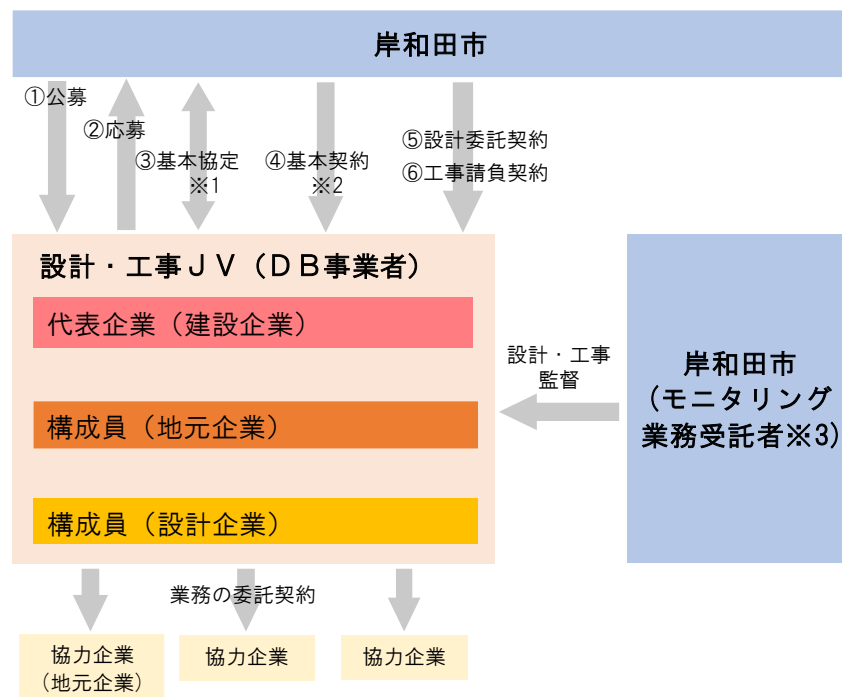 岸和田市
①公募
②応募
③基本協定
※1
④基本契約
※2
⑤設計委託契約
⑥工事請負契約
設計・工事ＪＶ（ＤＢ事業者）
代表企業（建設企業）
構成員（地元企業）
構成員（設計企業）
設計・工事
監督
岸和田市
(モニタリング
業務受託者※3)
業務の委託契約
協力企業
(地元企業)
協力企業
協力企業